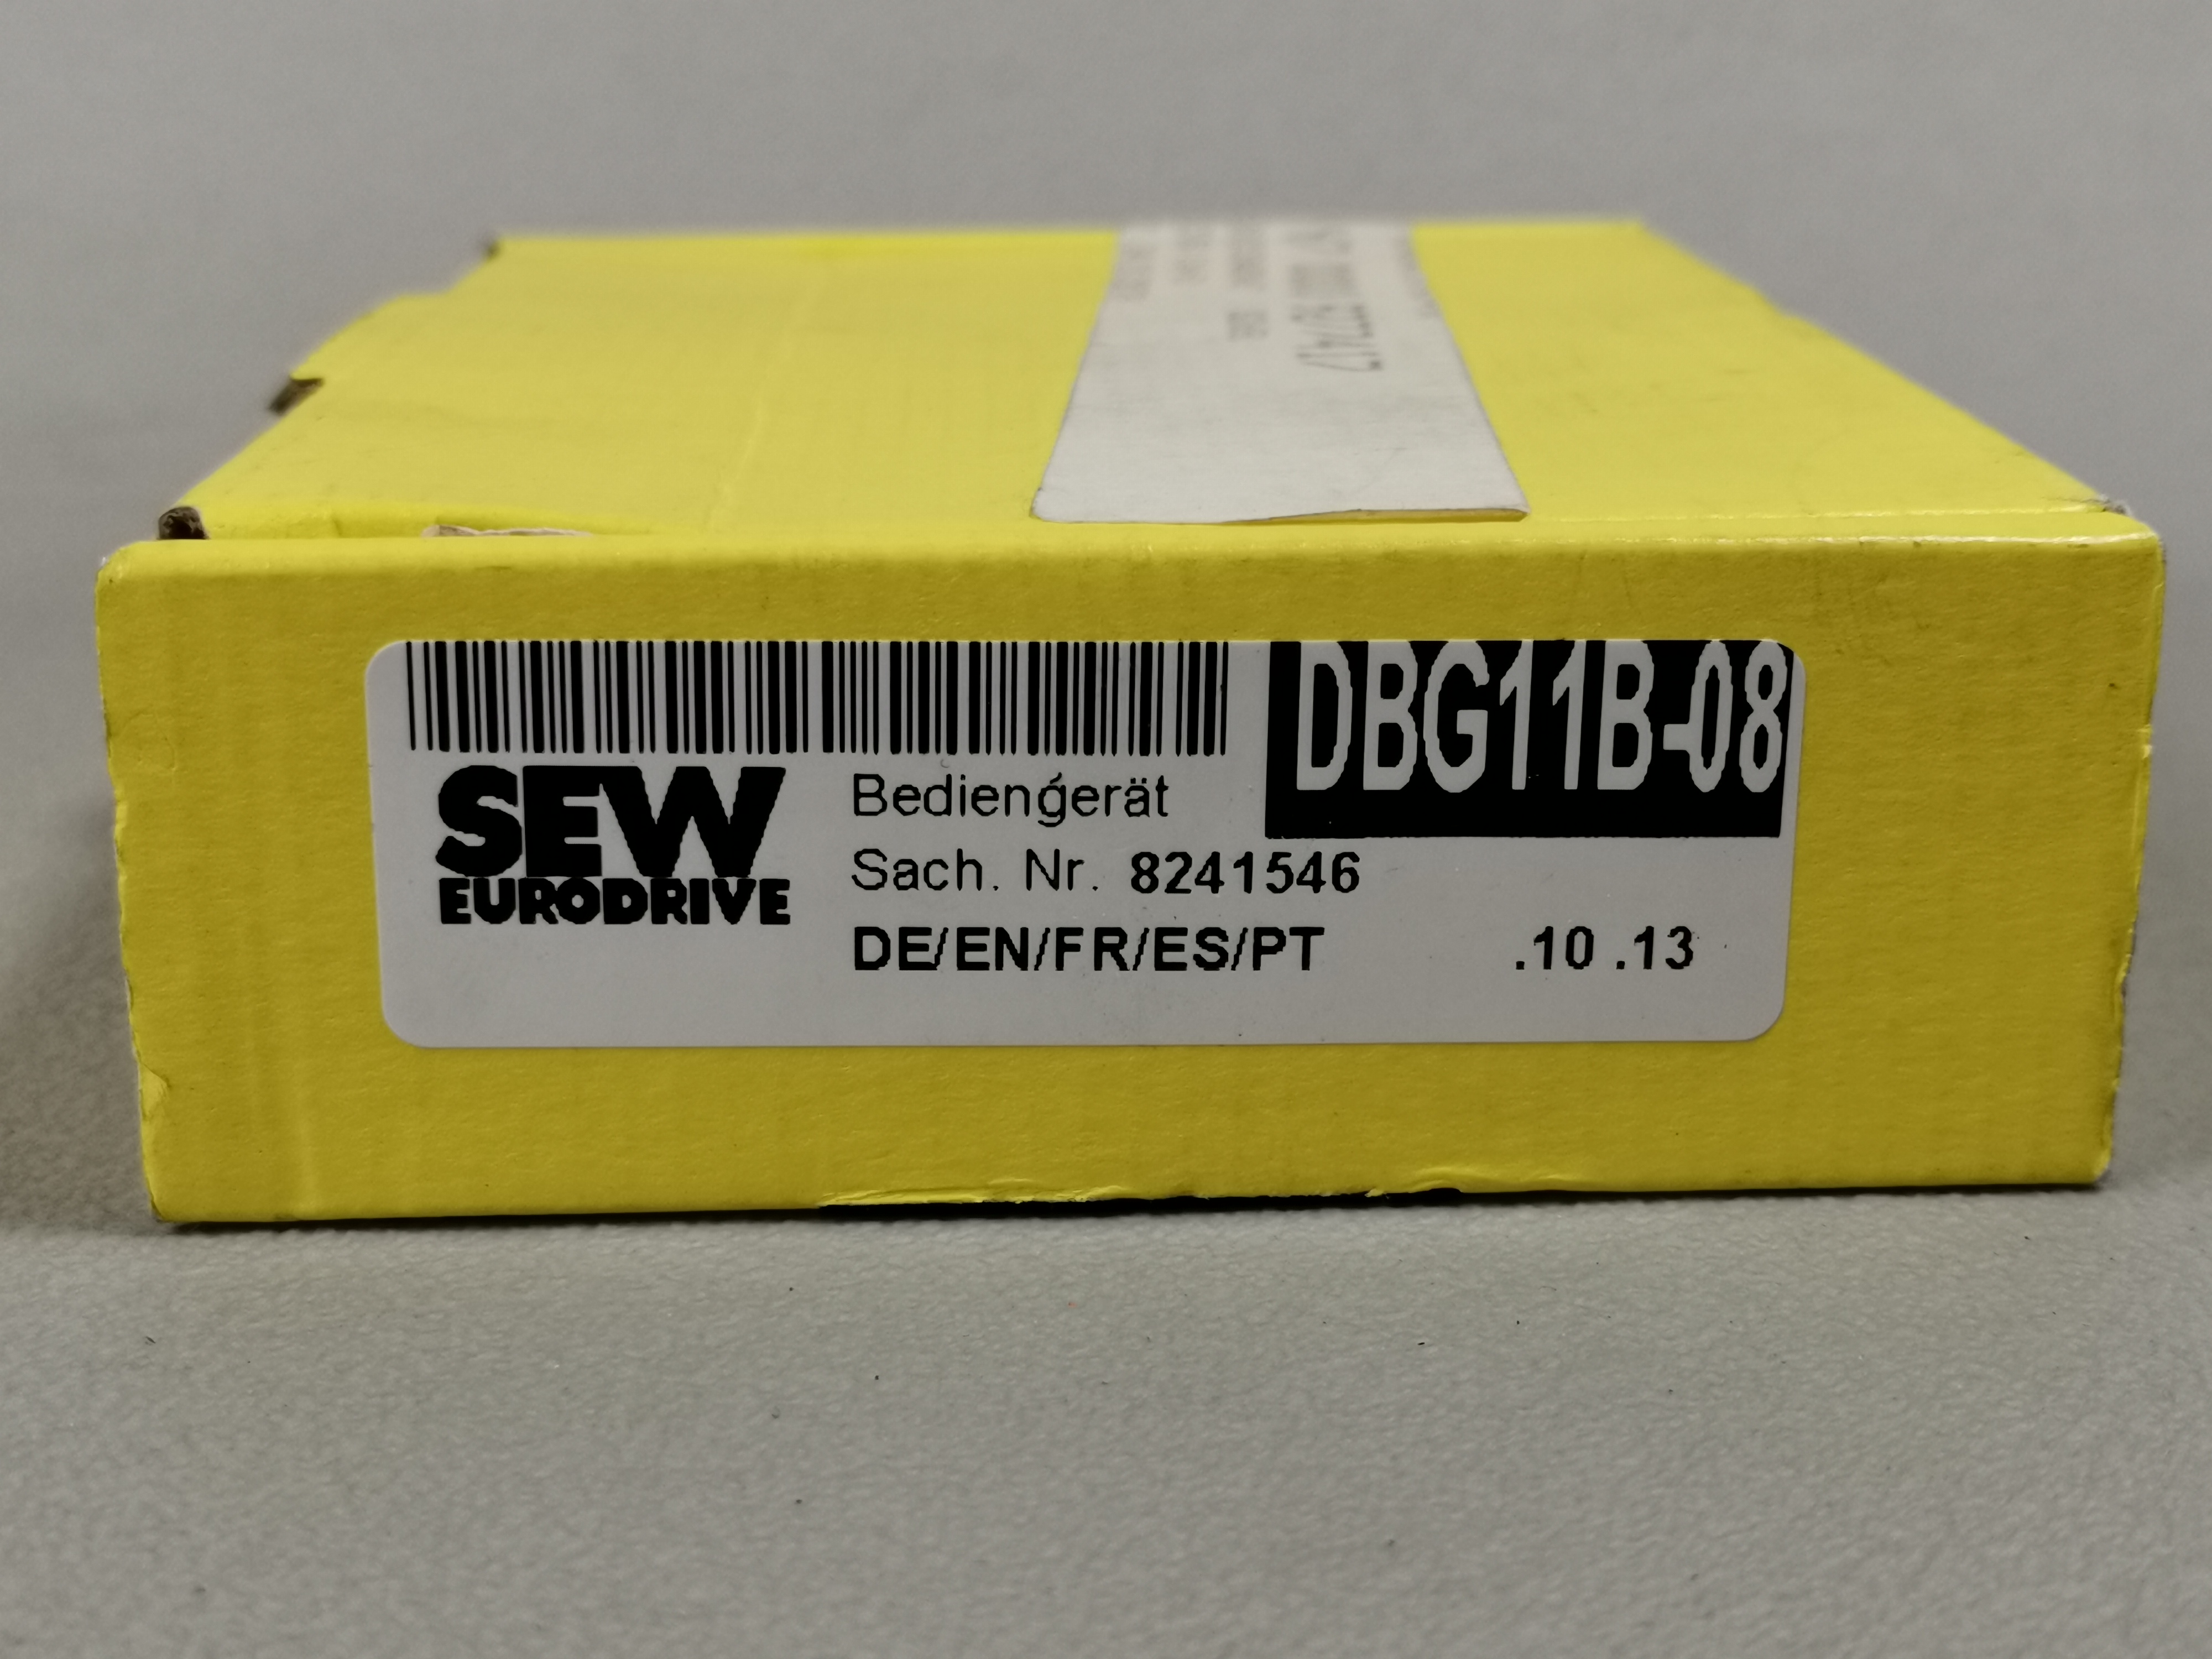 DBG11B-08
SEW
EURODRIVE
Bediengerät
Sach. Nr. 8241546
DE/EN/FR/ES/PT .10 .13